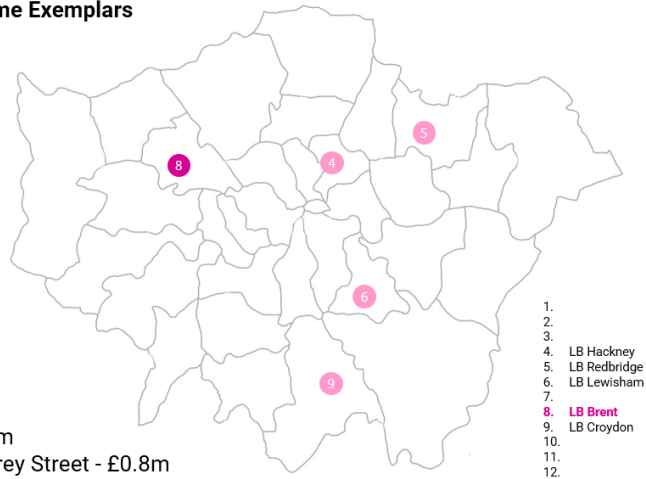 me Exemplars
5
4
8
6
9
1.
2.
3.
4. LB Hackney
5. LB Redbridge
6. LB Lewisham
7.
8. LB Brent
9. LB Croydon
10.
11.
12.
m
rey Street - £0.8m